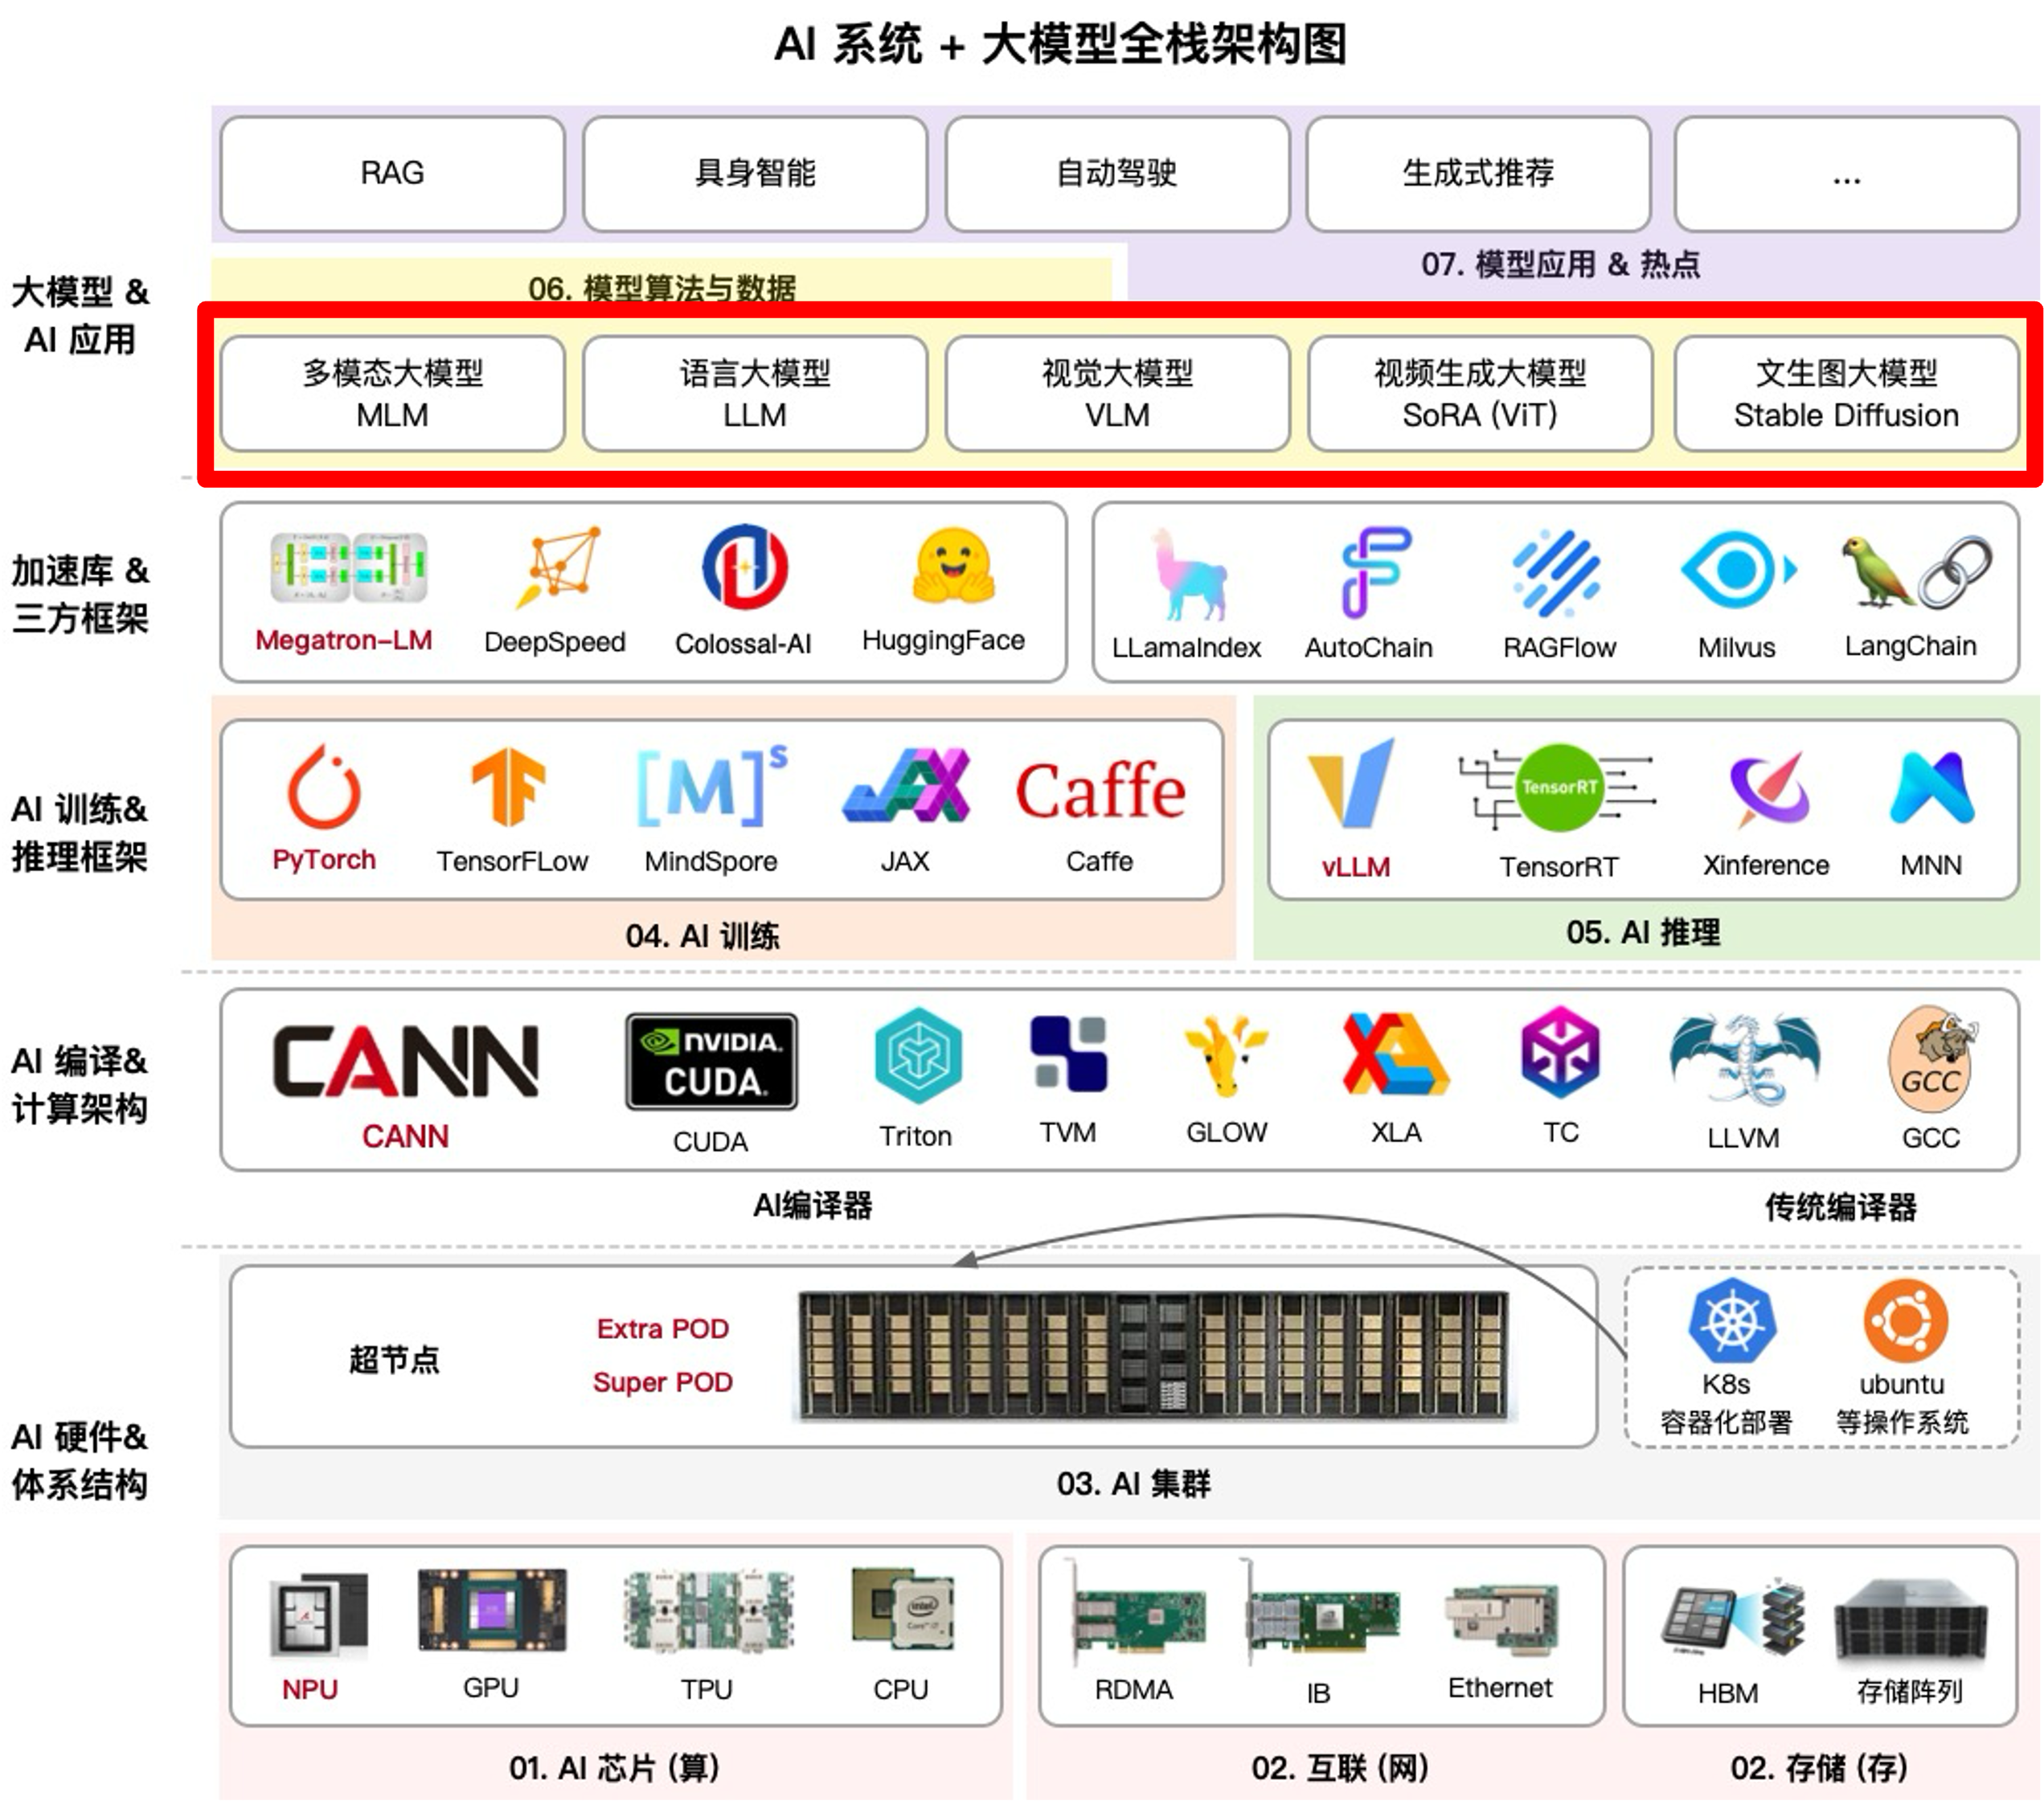 AI 系统 + 大模型全栈架构图
RAG
具身智能
自动驾驶
生成式推荐
...
大模型 &
AI 应用
06. 模型算法与数据
07. 模型应用 & 热点
多模态大模型
MLM
语言大模型
LLM
视觉大模型
VLM
视频生成大模型
SoRA (ViT)
文生图大模型
Stable Diffusion
加速库 &
三方框架
Megatron-LM
DeepSpeed
Colossal-AI
HuggingFace
LLamaIndex
AutoChain
RAGFlow
Milvus
LangChain
AI 训练&
推理框架
[M]s
JAX
Caffe
PyTorch
TensorFLow
MindSpore
JAX
Caffe
TensorRT
vLLM
TensorRT
Xinference
MNN
04. AI 训练
05. AI 推理
AI 编译&
计算架构
CANN
NVIDIA.
CUDA.
GCC
CANN
CUDA
Triton
TVM
GLOW
XLA
TC
LLVM
GCC
AI编译器
传统编译器
AI 硬件&
体系结构
超节点
Extra POD
Super POD
K8s
容器化部署
ubuntu
等操作系统
03. AI 集群
intel
NPU
GPU
TPU
CPU
RDMA
IB
Ethernet
HBM
存储阵列
01. AI 芯片 (算)
02. 互联 (网)
02. 存储 (存)